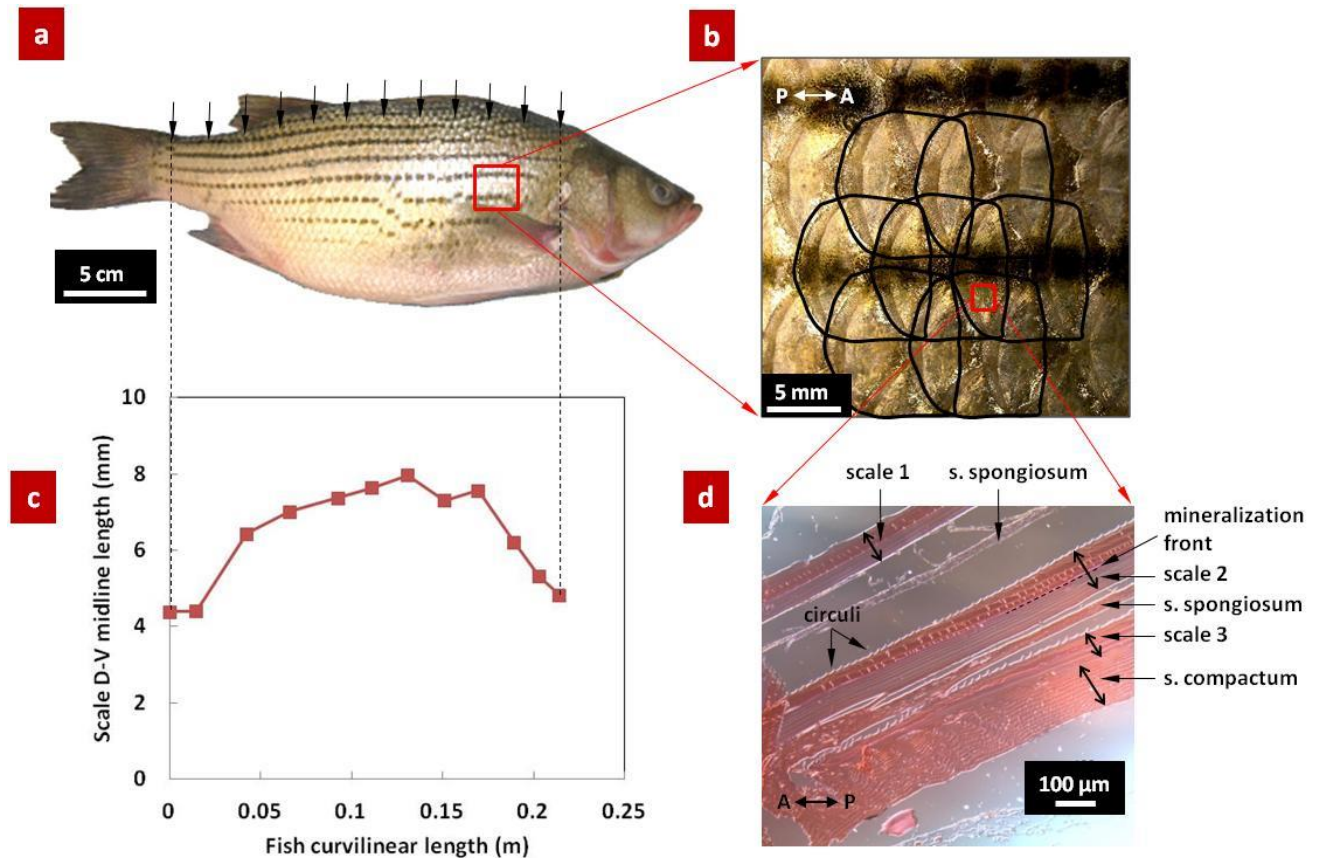 a
5 cm
b
P A
5 mm
c
10
8
6
4
2
0
Scale D-V midline length (mm)
0 0.05 0.1 0.15 0.2 0.25
Fish curvilinear length (m)
d
scale 1
s. spongiosum
mineralization
front
scale 2
s. spongiosum
scale 3
s. compactum
circuli
A P
100 µm